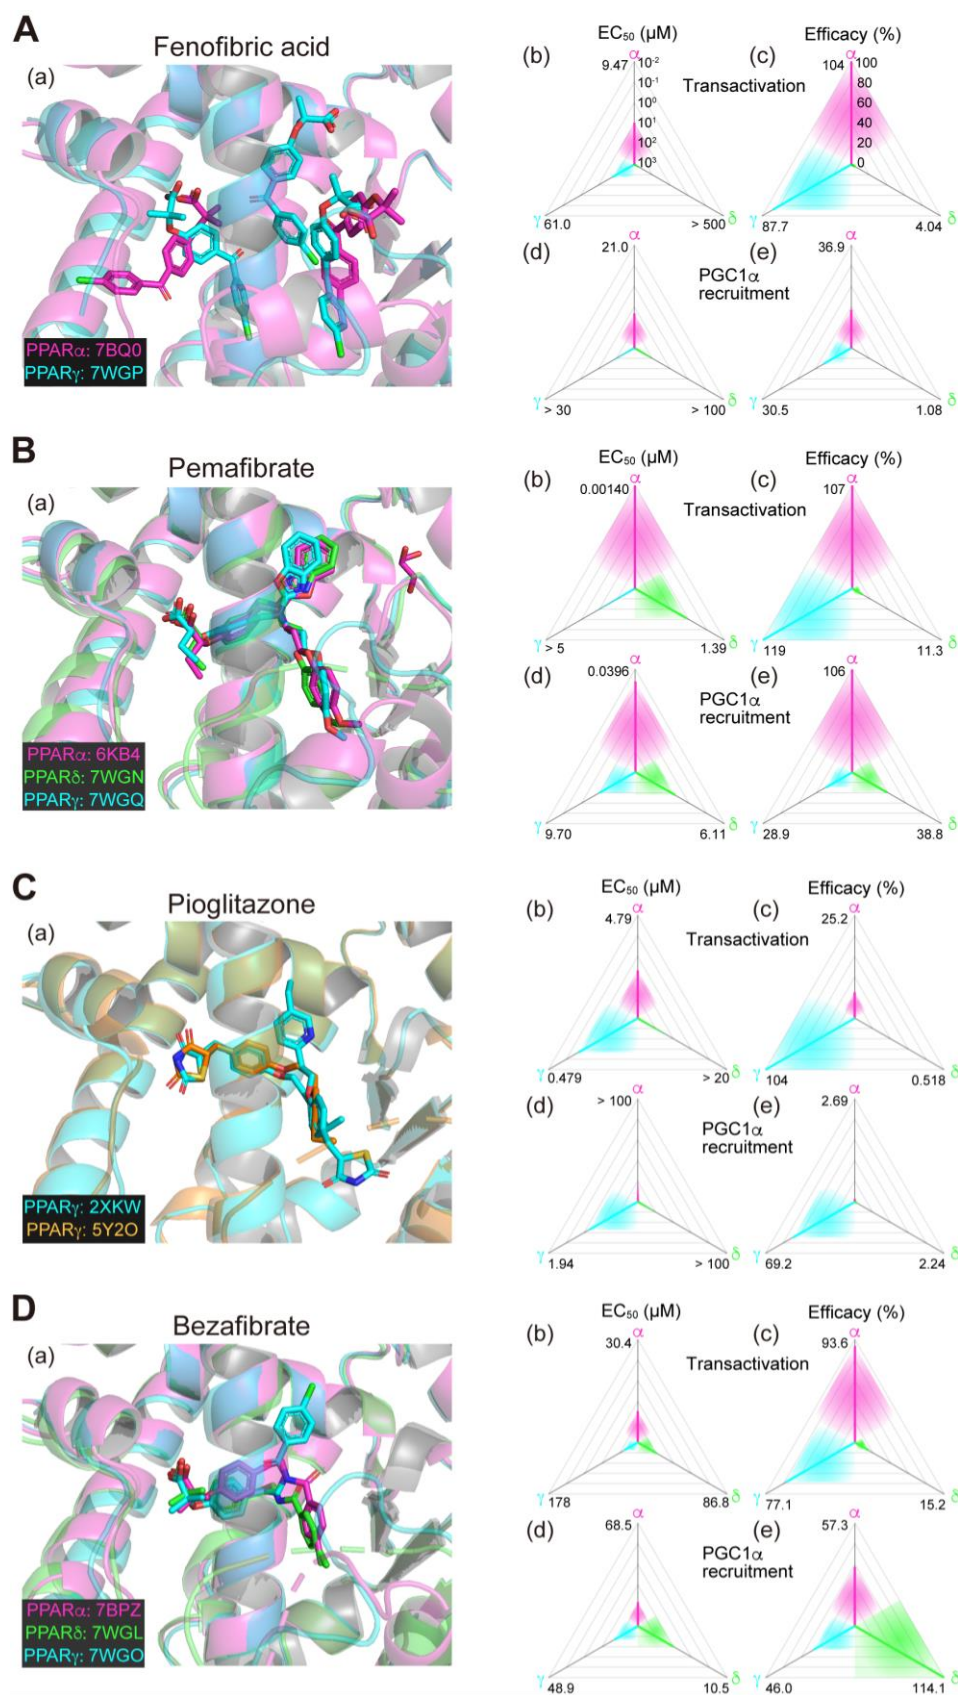 A
Fenofibric acid
(a)
PPARα: 7BQ0
PPARγ: 7WGP
EC50 (μM)
Efficacy (%)
(b)
α
9.47
10-2
10-1
100
101
102
103
γ
61.0
> 500
δ
Transactivation
(c)
α
104
100
80
60
40
20
0
γ
87.7
4.04
δ
(d)
α
21.0
γ
> 30
> 100
δ
PGC1α
recruitment
(e)
α
36.9
γ
30.5
1.08
δ
B
Pemafibrate
(a)
PPARα: 6KB4
PPARδ: 7WGN
PPARγ: 7WGQ
EC50 (μM)
Efficacy (%)
(b)
α
0.00140
γ
> 5
1.39
δ
Transactivation
(c)
α
107
γ
119
11.3
δ
(d)
α
0.0396
γ
9.70
6.11
δ
PGC1α
recruitment
(e)
α
106
γ
28.9
38.8
δ
C
Pioglitazone
(a)
PPARγ: 2XKW
PPARγ: 5Y2O
EC50 (μM)
Efficacy (%)
(b)
α
4.79
γ
0.479
> 20
δ
Transactivation
(c)
α
25.2
γ
104
0.518
δ
(d)
α
> 100
γ
1.94
> 100
δ
PGC1α
recruitment
(e)
α
2.69
γ
69.2
2.24
δ
D
Bezafibrate
(a)
PPARα: 7BPZ
PPARδ: 7WGL
PPARγ: 7WGO
EC50 (μM)
Efficacy (%)
(b)
α
30.4
γ
178
86.8
δ
Transactivation
(c)
α
93.6
γ
77.1
15.2
δ
(d)
α
68.5
γ
48.9
10.5
δ
PGC1α
recruitment
(e)
α
57.3
γ
46.0
114.1
δ